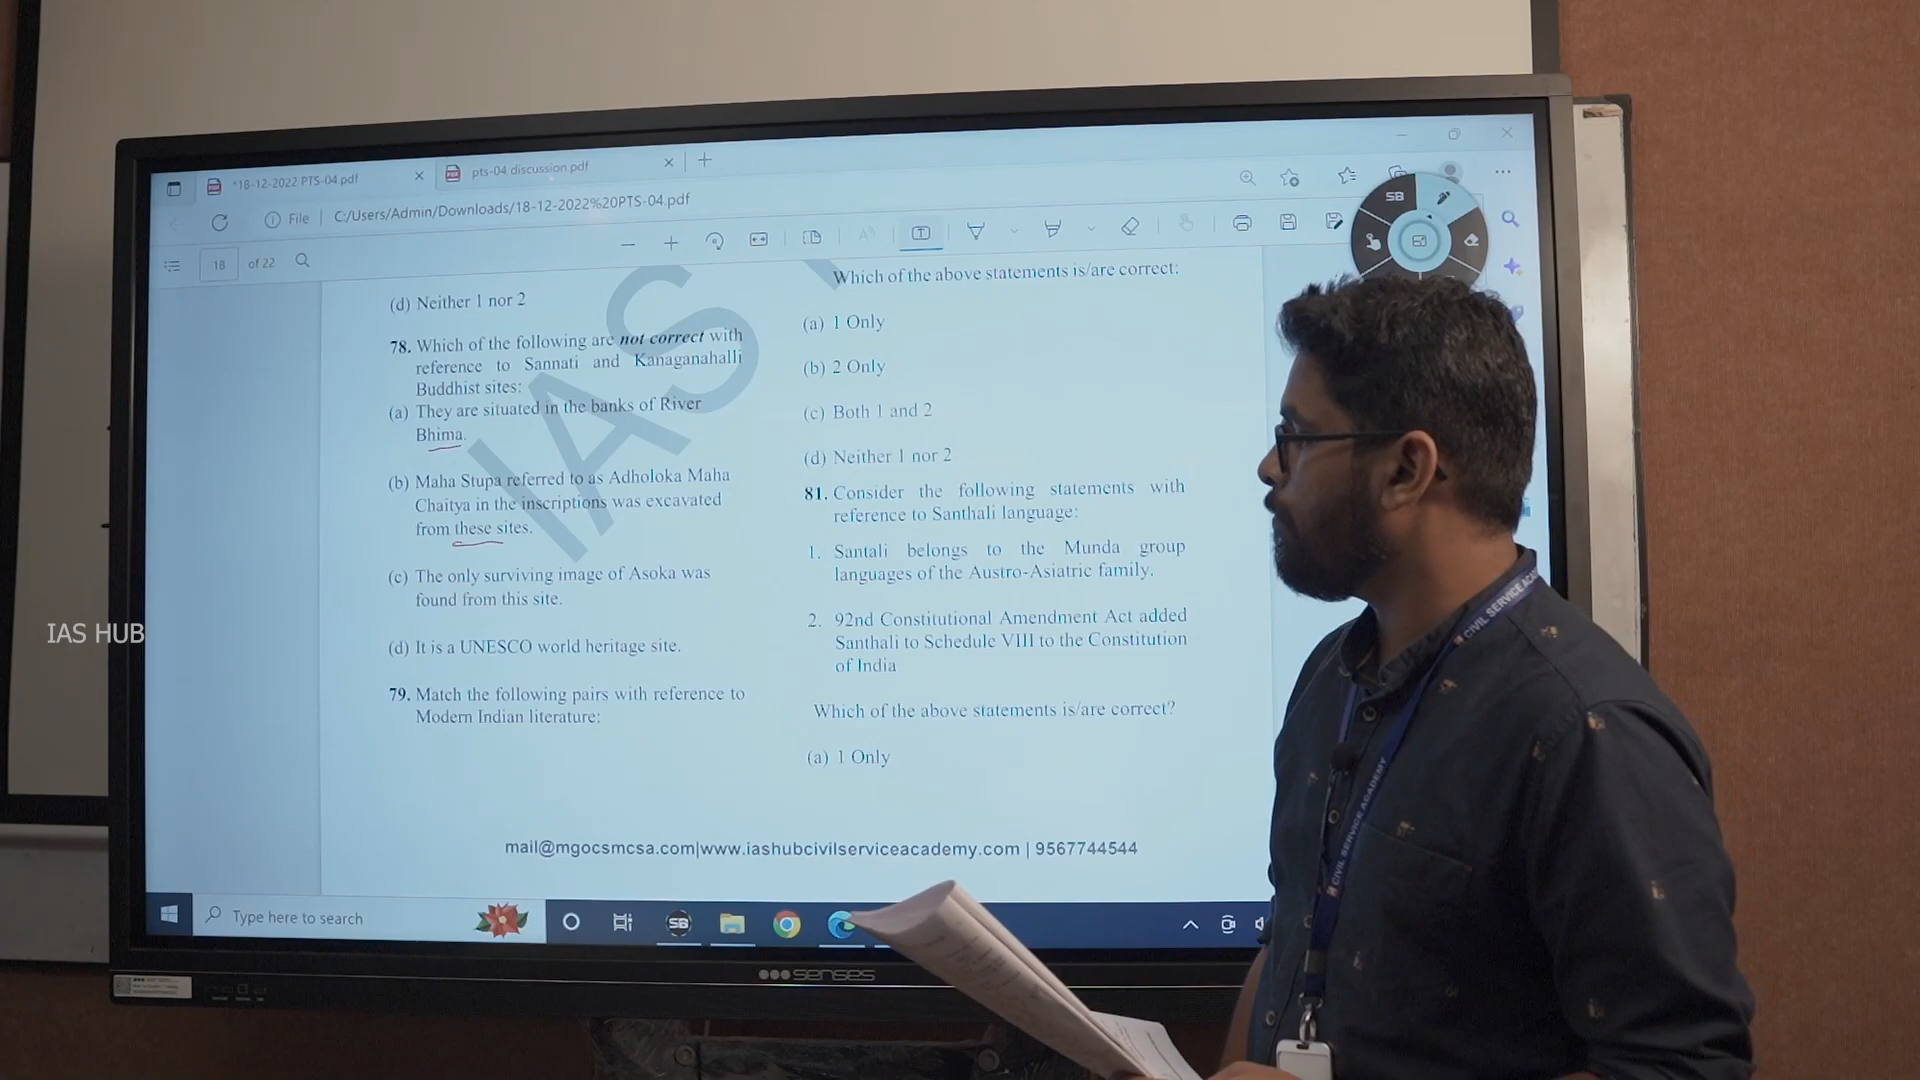 *18-12-2022 PTS-04.pdf
pts-04 discussion.pdf
File
C:/Users/Admin/Downloads/18-12-2022%20PTS-04.pdf
SB
18 of 22
IAS
(d) Neither 1 nor 2
78. Which of the following are not correct with
reference to Sannati and Kanaganahalli
Buddhist sites:
(a) They are situated in the banks of River
Bhima.
(b) Maha Stupa referred to as Adholoka Maha
Chaitya in the inscriptions was excavated
from these sites.
(c) The only surviving image of Asoka was
found from this site.
(d) It is a UNESCO world heritage site.
79. Match the following pairs with reference to
Modern Indian literature:
Which of the above statements is/are correct:
(a) 1 Only
(b) 2 Only
(c) Both 1 and 2
(d) Neither 1 nor 2
81. Consider the following statements with
reference to Santhali language:
1. Santali belongs to the Munda group
languages of the Austro-Asiatric family.
2. 92nd Constitutional Amendment Act added
Santhali to Schedule VIII to the Constitution
of India
Which of the above statements is/are correct?
(a) 1 Only
mail@mgocsmcsa.com|www.iashubcivilserviceacademy.com | 9567744544
Type here to search
SB
senses
IAS HUB
CIVIL SERVICE ACA
CIVIL SERVICE ACADEMY